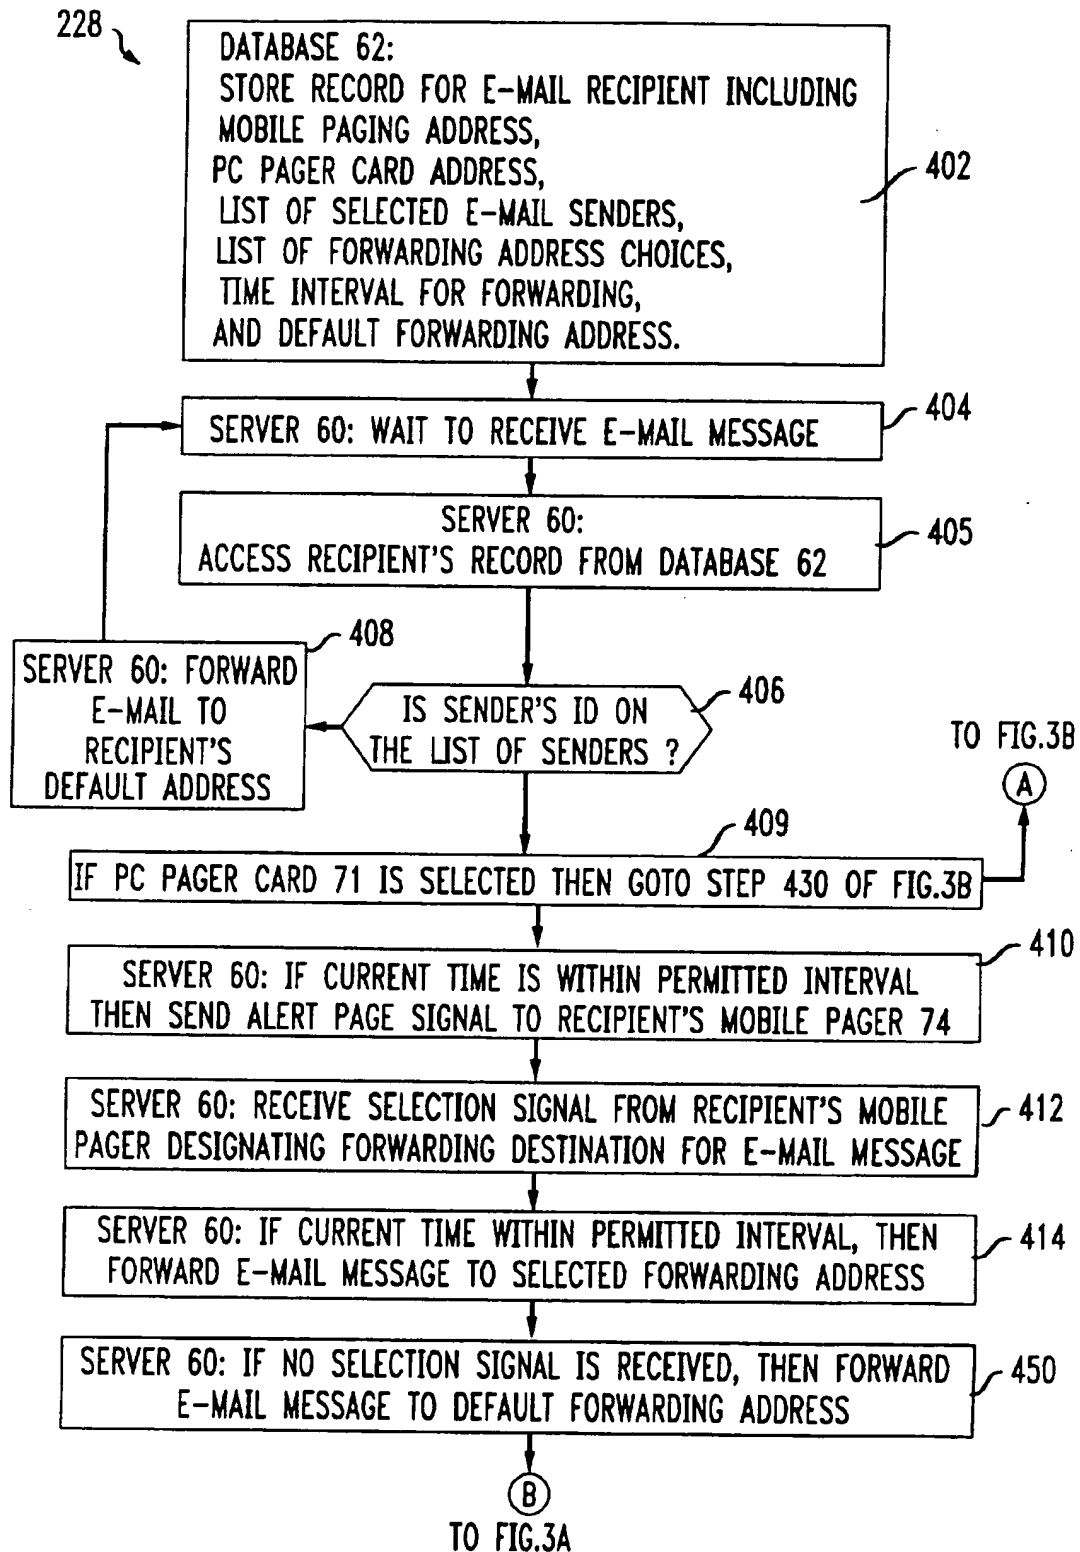 228
DATABASE 62:
STORE RECORD FOR E-MAIL RECIPIENT INCLUDING
MOBILE PAGING ADDRESS,
PC PAGER CARD ADDRESS,
LIST OF SELECTED E-MAIL SENDERS,
LIST OF FORWARDING ADDRESS CHOICES,
TIME INTERVAL FOR FORWARDING,
AND DEFAULT FORWARDING ADDRESS.
402
SERVER 60: WAIT TO RECEIVE E-MAIL MESSAGE
404
SERVER 60:
ACCESS RECIPIENT'S RECORD FROM DATABASE 62
405
408
SERVER 60: FORWARD
E-MAIL TO
RECIPIENT'S
DEFAULT ADDRESS
IS SENDER'S ID ON
THE LIST OF SENDERS ?
406
TO FIG.3B
A
409
IF PC PAGER CARD 71 IS SELECTED THEN GOTO STEP 430 OF FIG.3B
410
SERVER 60: IF CURRENT TIME IS WITHIN PERMITTED INTERVAL
THEN SEND ALERT PAGE SIGNAL TO RECIPIENT'S MOBILE PAGER 74
SERVER 60: RECEIVE SELECTION SIGNAL FROM RECIPIENT'S MOBILE
PAGER DESIGNATING FORWARDING DESTINATION FOR E-MAIL MESSAGE
412
SERVER 60: IF CURRENT TIME WITHIN PERMITTED INTERVAL, THEN
FORWARD E-MAIL MESSAGE TO SELECTED FORWARDING ADDRESS
414
SERVER 60: IF NO SELECTION SIGNAL IS RECEIVED, THEN FORWARD
E-MAIL MESSAGE TO DEFAULT FORWARDING ADDRESS
450
B
TO FIG.3A